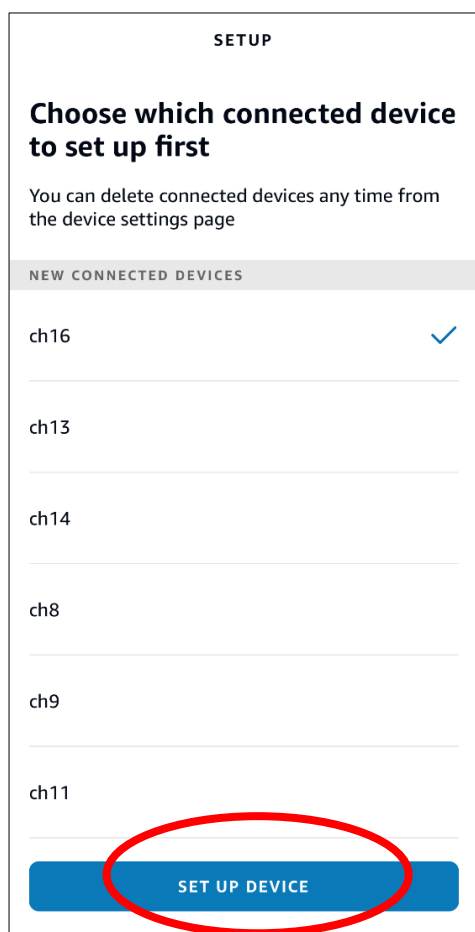 SETUP
Choose which connected device
to set up first
You can delete connected devices any time from
the device settings page
NEW CONNECTED DEVICES
ch16
ch13
ch14
ch8
ch9
ch11
SET UP DEVICE